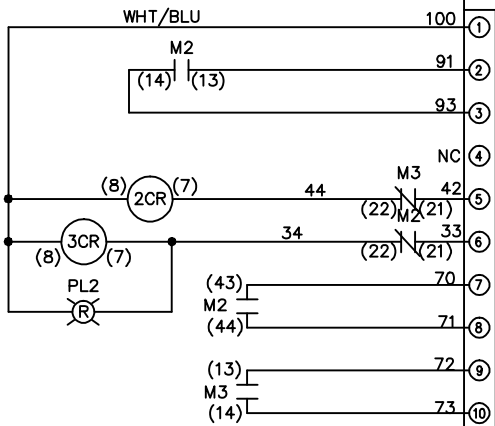 WHT/BLU 100 1
M2 91 2
(14) (13)
93 3
NC 4
M3
(8) 2CR (7) 44 42 5
(22) (21)
M2
(8) 3CR (7) 34 33 6
(22) (21)
PL2
R
(43) 70 7
M2
(44) 71 8
(13) 72 9
M3
(14) 73 10